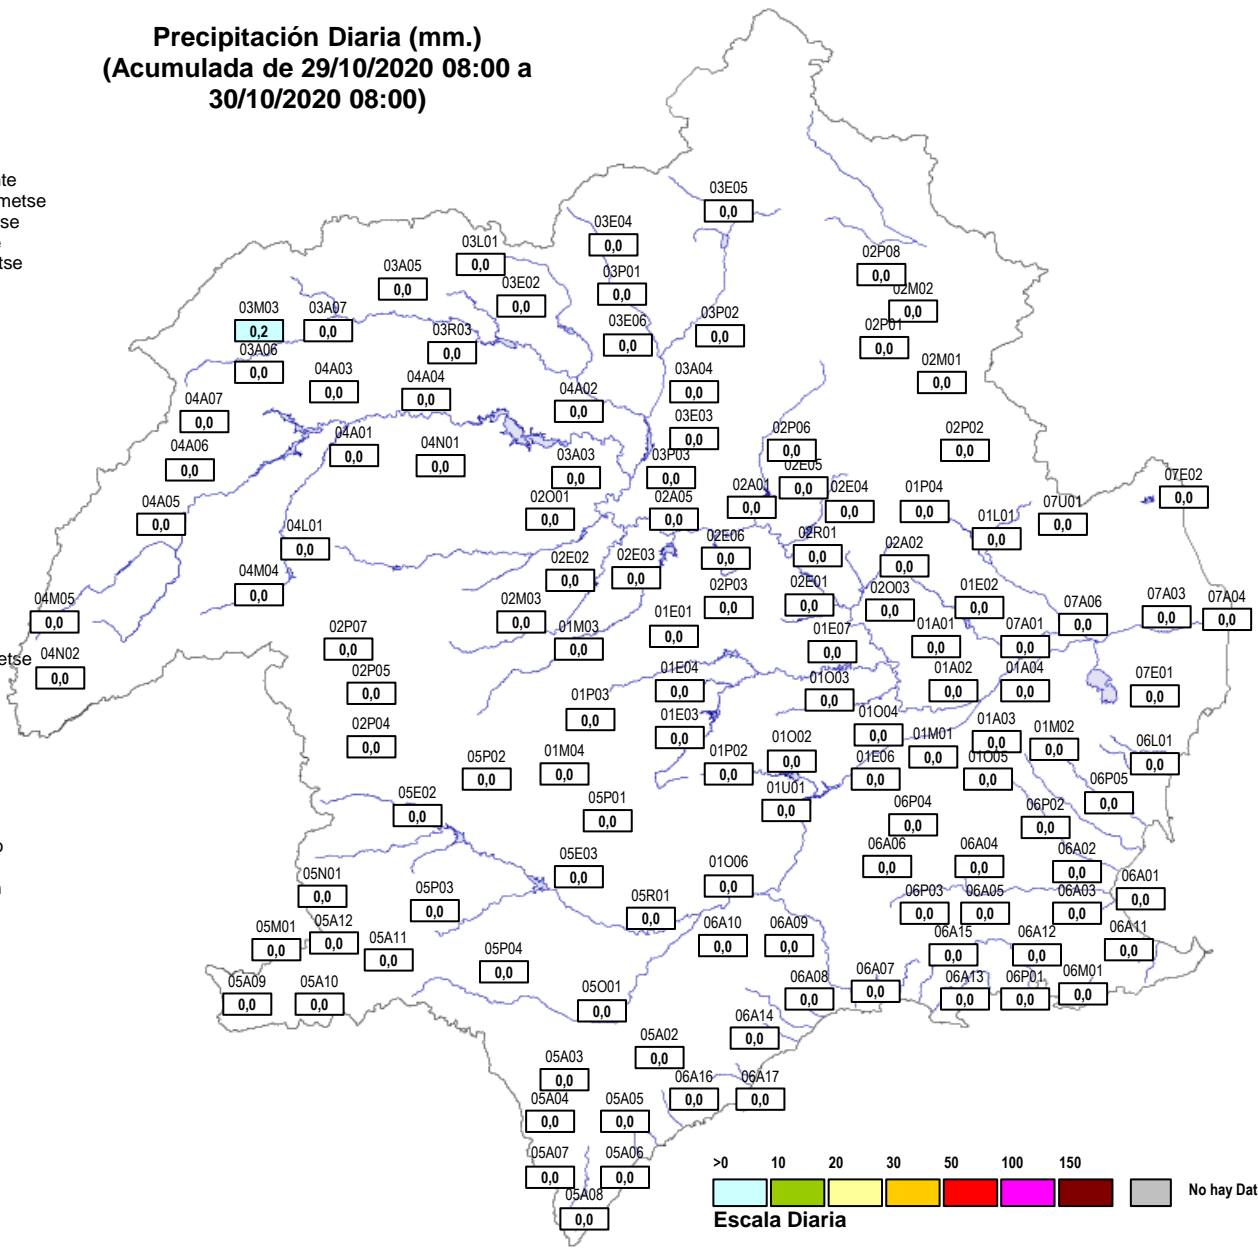 Precipitación Diaria (mm.)
(Acumulada de 29/10/2020 08:00 a
30/10/2020 08:00)
te
metse
se
tse
03E05
0,0
03E04
0,0
03L01
0,0
02P08
0,0
03A05
0,0
03P01
0,0
03E02
0,0
02M02
0,0
03M03
0,2
03A07
0,0
03P02
0,0
03E06
0,0
03R03
0,0
02P01
0,0
03A06
0,0
02M01
0,0
04A03
0,0
04A04
0,0
03A04
0,0
04A02
0,0
04A07
0,0
03E03
0,0
02P06
0,0
02P02
0,0
04A01
0,0
04A06
0,0
04N01
0,0
03A03
0,0
03P03
0,0
02E05
0,0
07E02
0,0
02A01
0,0
02E04
0,0
01P04
0,0
04A05
0,0
02O01
0,0
02A05
0,0
07U01
0,0
01L01
0,0
04L01
0,0
02E06
0,0
02R01
0,0
02A02
0,0
02E02
0,0
02E03
0,0
04M04
0,0
02P03
0,0
02E01
0,0
02O03
0,0
01E02
0,0
04M05
0,0
02M03
0,0
01E01
0,0
07A06
0,0
07A03
0,0
07A04
0,0
02P07
0,0
01M03
0,0
01E07
0,0
01A01
0,0
07A01
0,0
etse
04N02
0,0
02P05
0,0
01E04
0,0
01O03
0,0
01A02
0,0
01A04
0,0
07E01
0,0
01P03
0,0
01E03
0,0
01O04
0,0
01A03
0,0
01M02
0,0
02P04
0,0
01O02
0,0
01M01
0,0
06L01
0,0
05P02
0,0
01M04
0,0
01P02
0,0
01E06
0,0
01O05
0,0
05E02
0,0
05P01
0,0
01U01
0,0
06P04
0,0
06P02
0,0
06P05
0,0
o
05E03
0,0
06A06
0,0
06A04
0,0
06A02
0,0
05N01
0,0
05P03
0,0
01O06
0,0
06A01
0,0
05R01
0,0
06P03
0,0
06A05
0,0
06A03
0,0
05M01
0,0
05A12
0,0
05A11
0,0
06A10
0,0
06A09
0,0
06A15
0,0
06A12
0,0
06A11
0,0
05P04
0,0
05A09
0,0
05A10
0,0
05O01
0,0
06A08
0,0
06A07
0,0
06A13
0,0
06P01
0,0
06M01
0,0
06A14
0,0
05A02
0,0
05A03
0,0
06A16
0,0
06A17
0,0
05A04
0,0
05A05
0,0
05A07
0,0
05A06
0,0
05A08
0,0
>0 10 20 30 50 100 150
No hay Dat
Escala Diaria